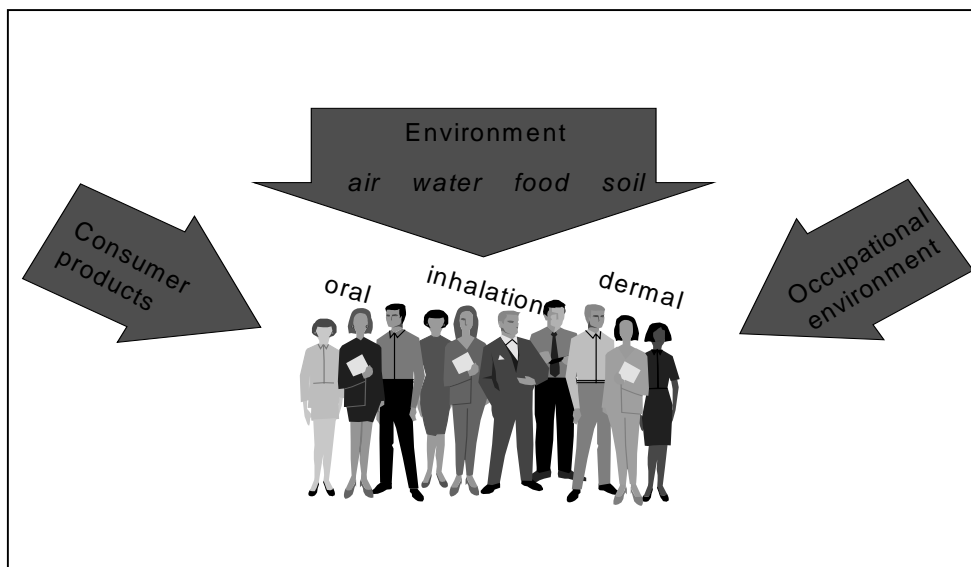 Environment
air water food soil
Consumer
products
Occupational
environment
oral inhalation dermal